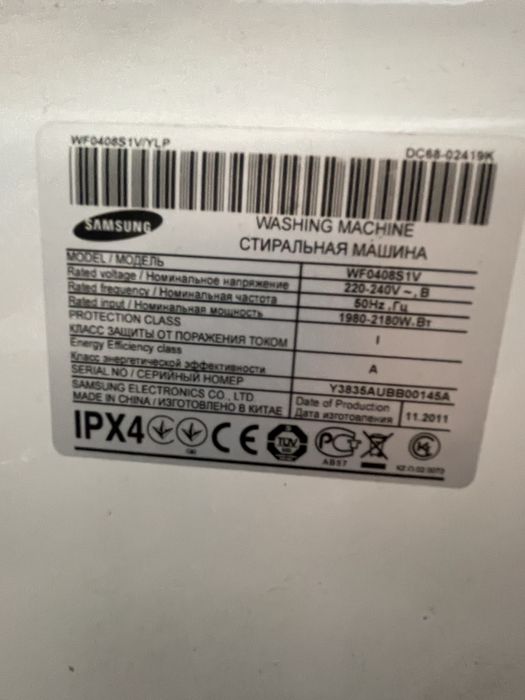 WF0408S1V/YLP
DC68-02419K
SAMSUNG
WASHING MACHINE
СТИРАЛЬНАЯ МАШИНА
MODEL / МОДЕЛЬ WF0408S1V
Rated voltage / Номинальное напряжение 220-240V ~, В
Rated frequency / Номинальная частота 50Hz, Гц
Rated input / Номинальная мощность 1980-2180W, Вт
PROTECTION CLASS
КЛАСС ЗАЩИТЫ ОТ ПОРАЖЕНИЯ ТОКОМ I
Energy Efficiency class
Класс энергетической эффективности A
SERIAL NO / СЕРИЙНЫЙ НОМЕР Y3835AUBB00145A
SAMSUNG ELECTRONICS CO., LTD
MADE IN CHINA / ИЗГОТОВЛЕНО В КИТАЕ
Date of Production
Дата изготовления 11.2011
IPX4 CE TÜV
АВ57